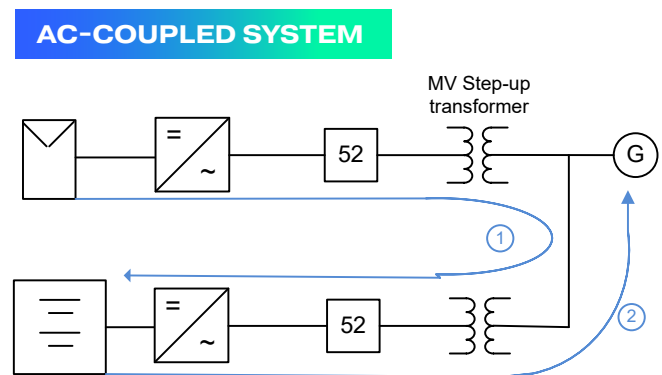 AC-COUPLED SYSTEM
MV Step-up
transformer
=
~
52
G
1
=
~
52
2